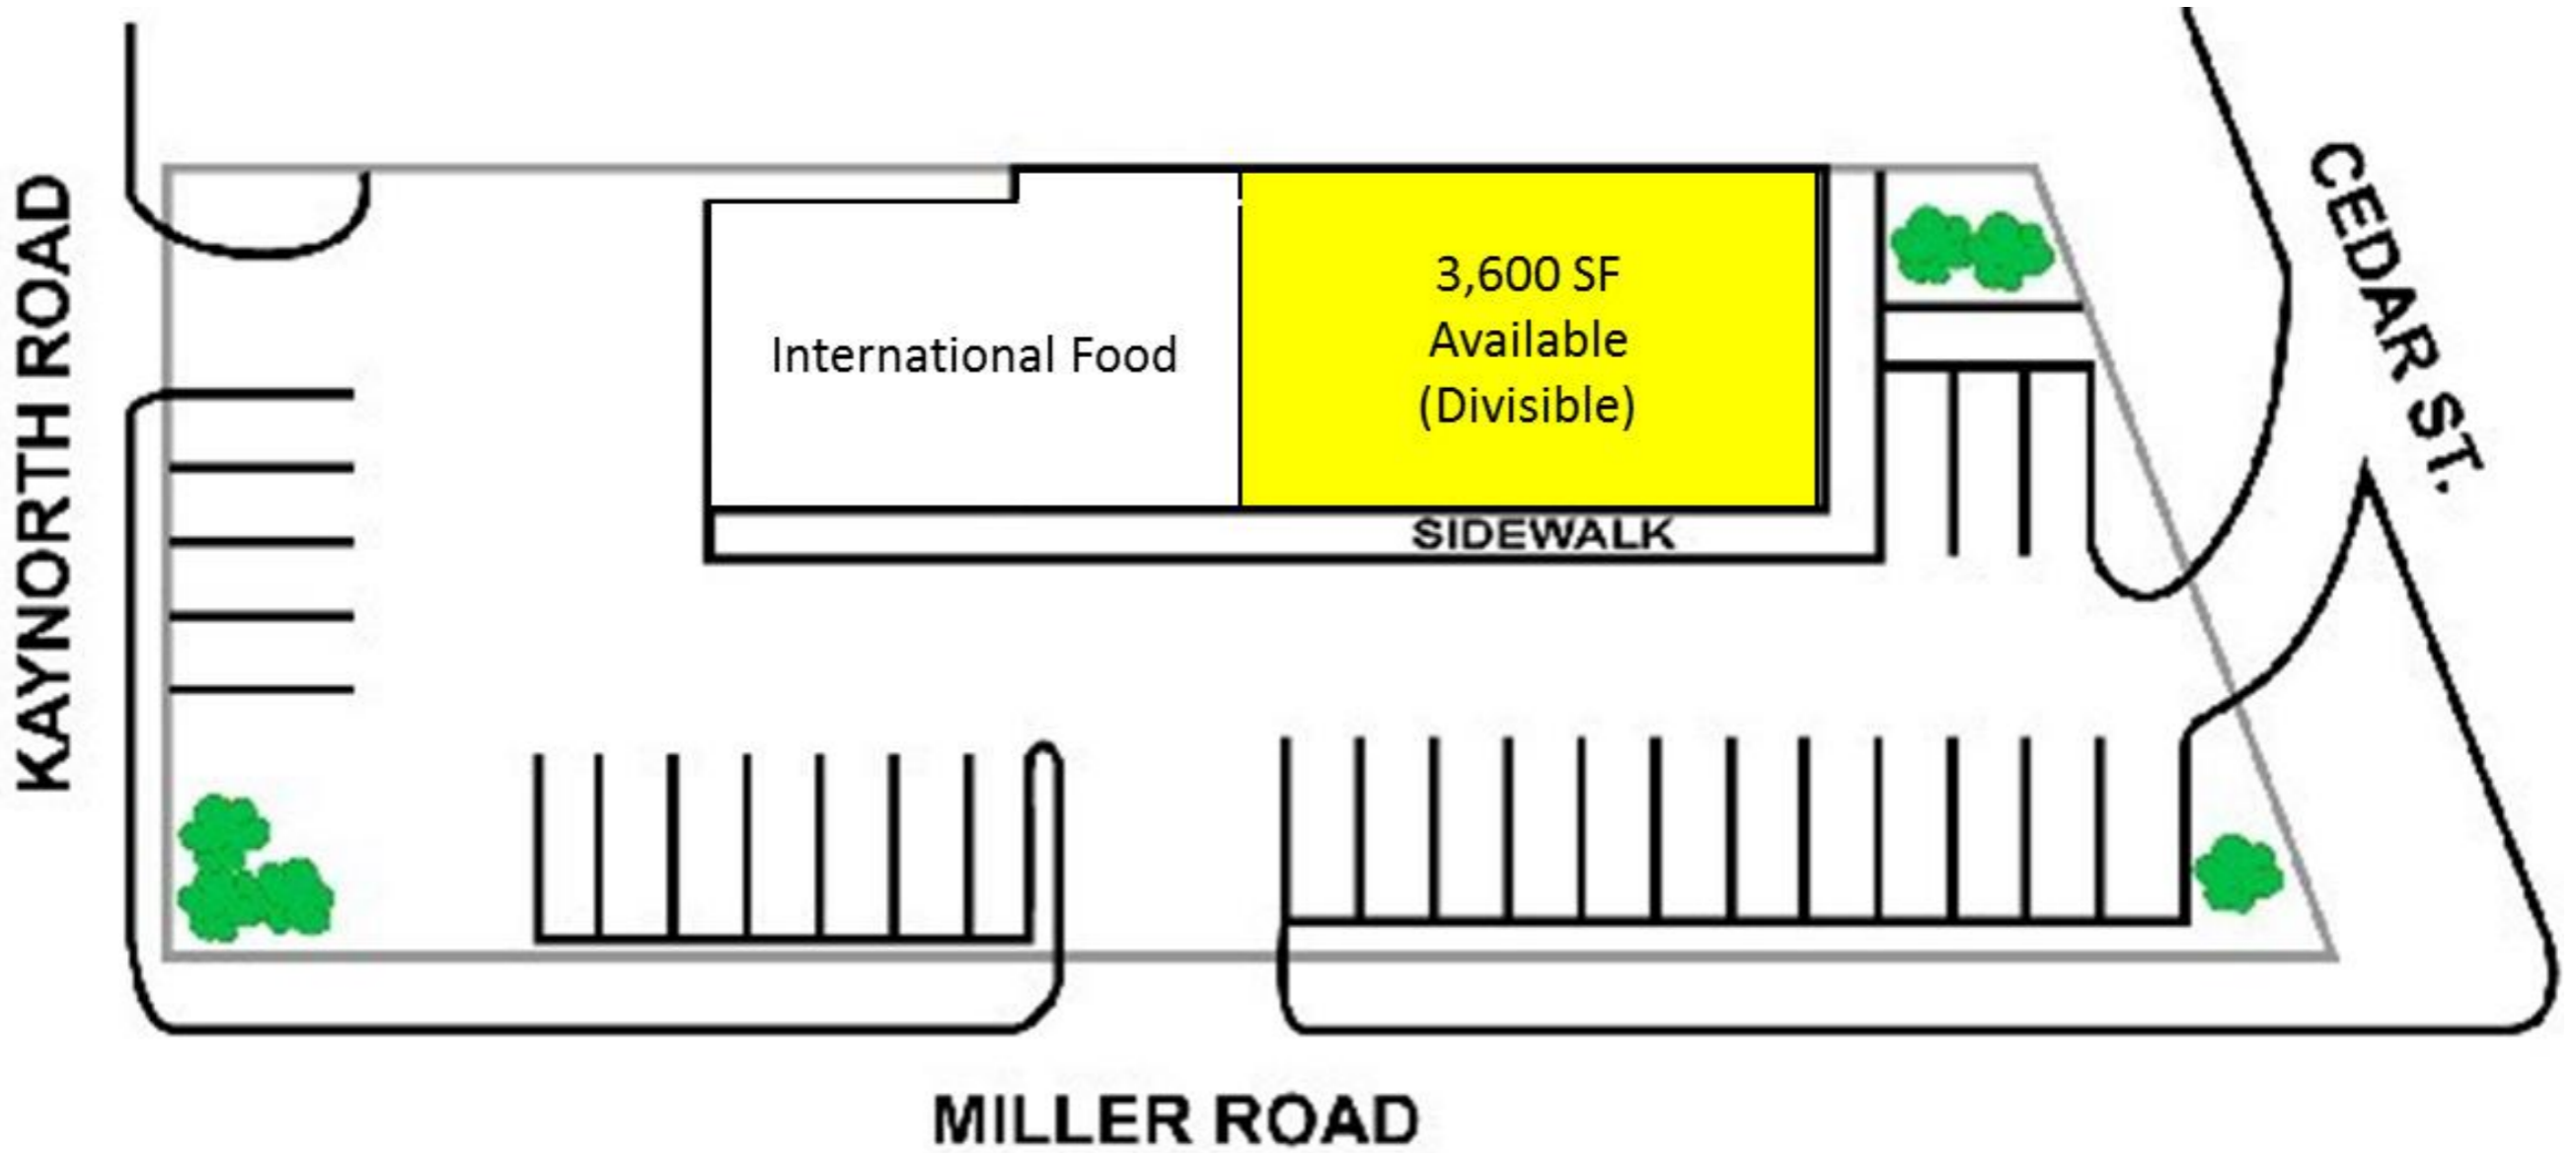 KAYNORTH ROAD
International Food
3,600 SF
Available
(Divisible)
SIDEWALK
CEDAR ST.
MILLER ROAD